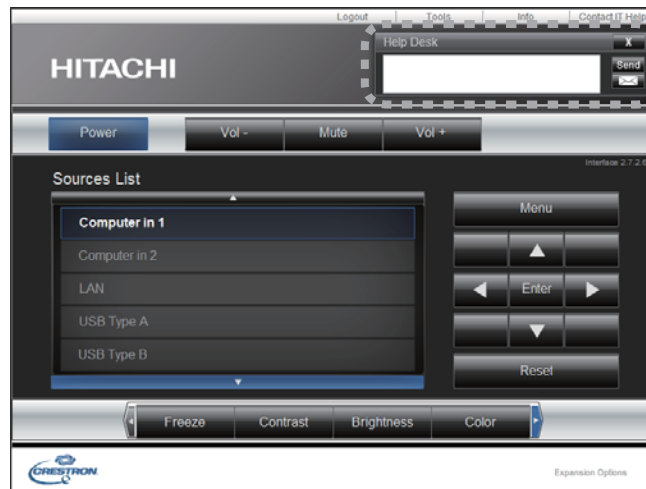 Logout Tools Info Contact IT Help
Help Desk X
HITACHI
Send
Power Vol - Mute Vol +
Interface 2.7.2.6
Sources List
Computer in 1
Menu
Computer in 2
LAN
Enter
USB Type A
USB Type B
Reset
Freeze Contrast Brightness Color
CRESTRON
Expansion Options